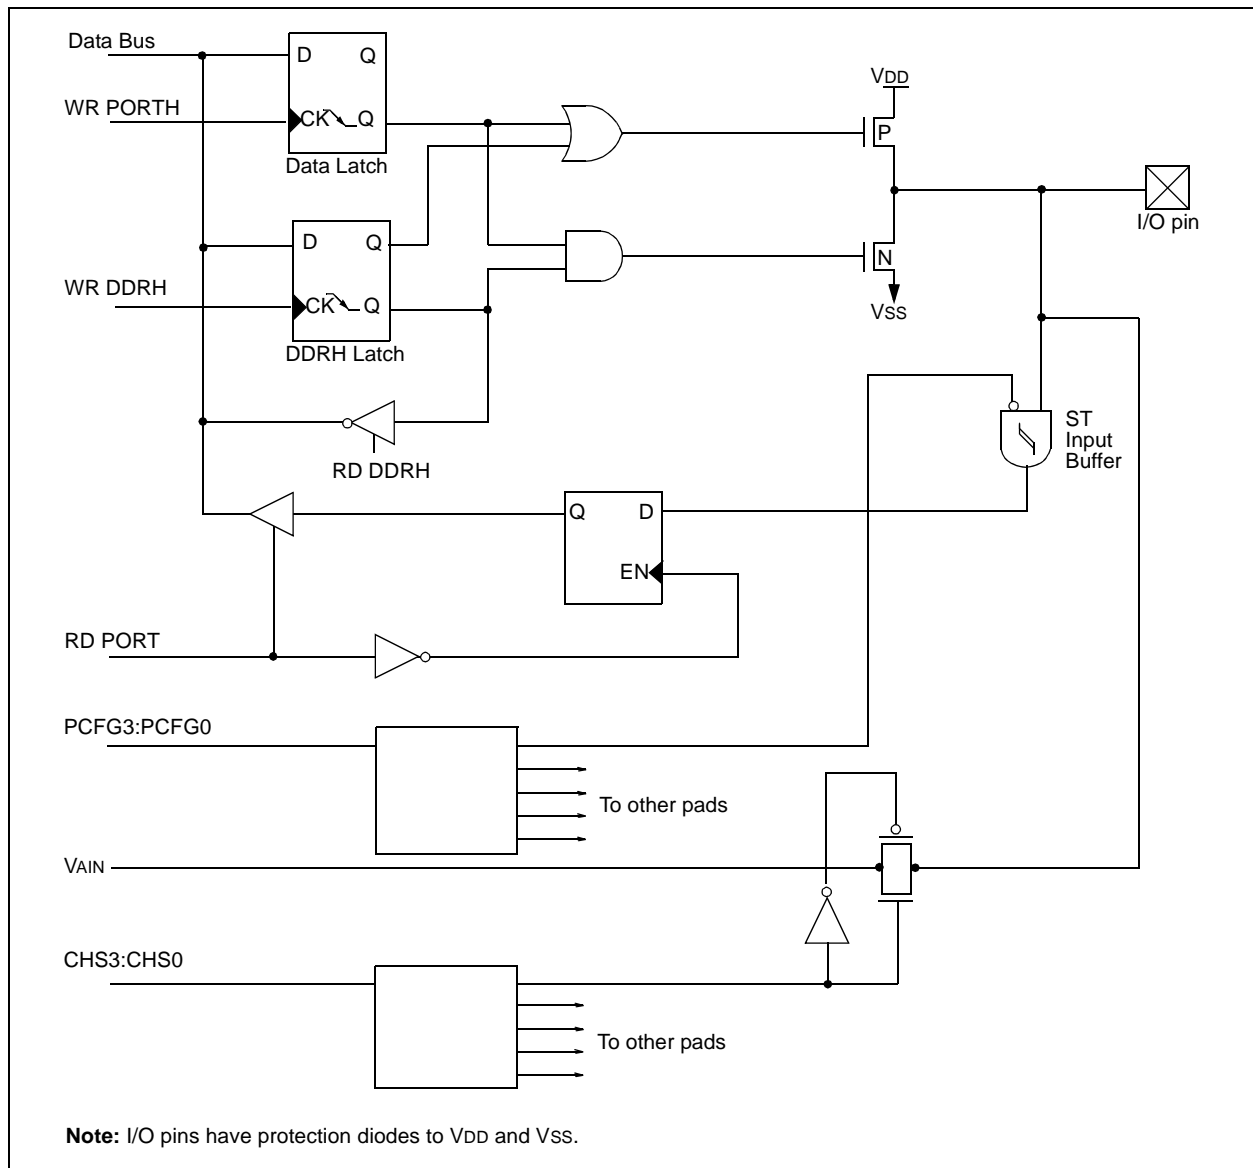 Data Bus
D Q
WR PORTH
CK Q
Data Latch
VDD
P
I/O pin
D Q
N
WR DDRH
CK Q
VSS
DDRH Latch
ST
Input
Buffer
RD DDRH
Q D
EN
RD PORT
PCFG3:PCFG0
To other pads
VAIN
CHS3:CHS0
To other pads
Note: I/O pins have protection diodes to VDD and VSS.